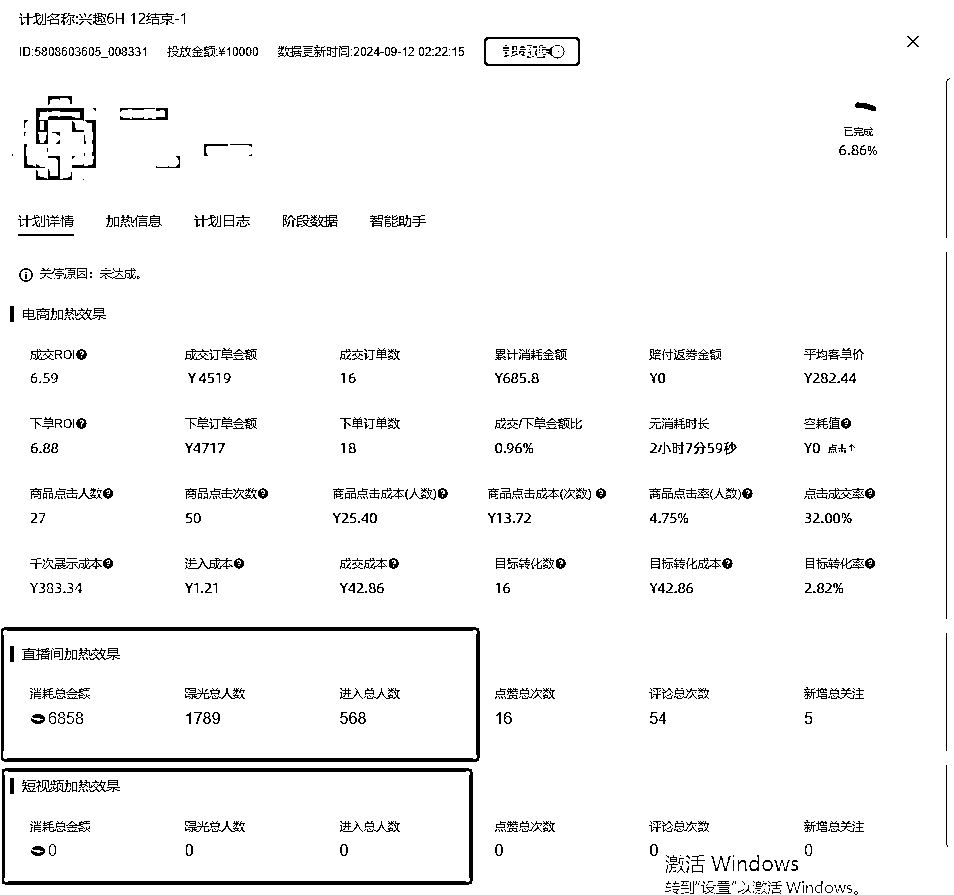 计划名称:兴趣6H 12结束-1
ID:5808603605_008331 投放金额:¥10000 数据更新时间:2024-09-12 02:22:15
已完成
6.86%
计划详情 加热信息 计划日志 阶段数据 智能助手
关停原因：未达成。
电商加热效果
成交ROI 成交订单金额 成交订单数 累计消耗金额 赔付返券金额 平均客单价
6.59 Y4519 16 Y685.8 Y0 Y282.44
下单ROI 下单订单金额 下单订单数 成交/下单金额比 无消耗时长 空耗值
6.88 Y4717 18 0.96% 2小时7分59秒 Y0 点击↑
商品点击人数 商品点击次数 商品点击成本(人数) 商品点击成本(次数) 商品点击率(人数) 点击成交率
27 50 Y25.40 Y13.72 4.75% 32.00%
千次展示成本 进入成本 成交成本 目标转化数 目标转化成本 目标转化率
Y383.34 Y1.21 Y42.86 16 Y42.86 2.82%
直播间加热效果
消耗总金额 曝光总人数 进入总人数 点赞总次数 评论总次数 新增总关注
6858 1789 568 16 54 5
短视频加热效果
消耗总金额 曝光总人数 进入总人数 点赞总次数 评论总次数 新增总关注
0 0 0 0 0 0
激活 Windows
转到“设置”以激活 Windows。